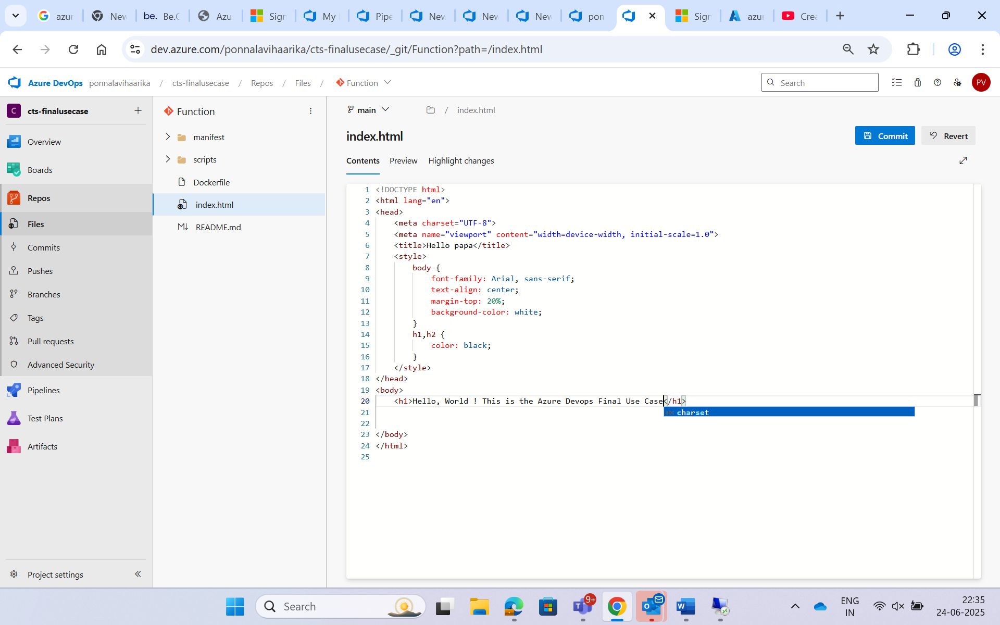 azur
New
be. Be.C
Azu
Sign
My
Pipe
New
New
New
pon
Sign
azur
Crea
dev.azure.com/ponnalavihaarika/cts-finalusecase/_git/Function?path=/index.html
Azure DevOps ponnalavihaarika / cts-finalusecase / Repos / Files / Function
Search
PV
C cts-finalusecase
Overview
Boards
Repos
Files
Commits
Pushes
Branches
Tags
Pull requests
Advanced Security
Pipelines
Test Plans
Artifacts
Project settings
Function
manifest
scripts
Dockerfile
index.html
README.md
main / index.html
index.html
Commit Revert
Contents Preview Highlight changes
1 <!DOCTYPE html>
2 <html lang="en">
3 <head>
4 <meta charset="UTF-8">
5 <meta name="viewport" content="width=device-width, initial-scale=1.0">
6 <title>Hello papa</title>
7 <style>
8 body {
9 font-family: Arial, sans-serif;
10 text-align: center;
11 margin-top: 20%;
12 background-color: white;
13 }
14 h1,h2 {
15 color: black;
16 }
17 </style>
18 </head>
19 <body>
20 <h1>Hello, World ! This is the Azure Devops Final Use Case</h1>
21 abc charset
22
23 </body>
24 </html>
25
Search
9+
ENG
IN
22:35
24-06-2025